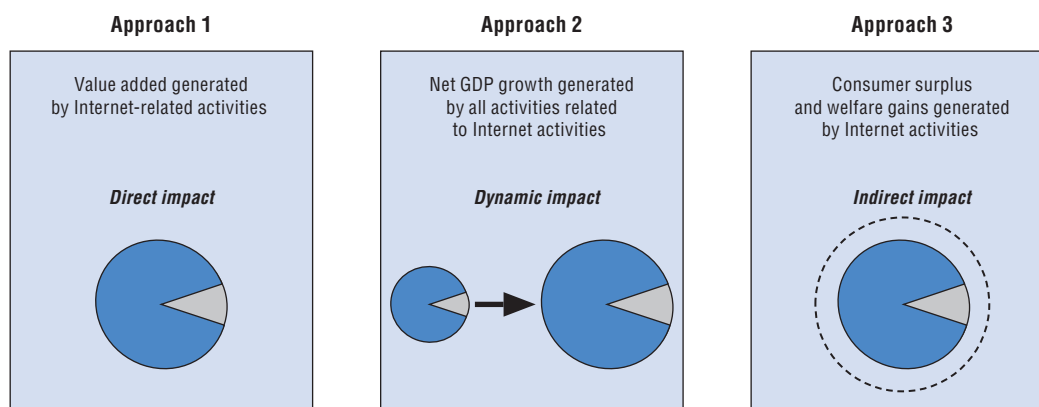 Approach 1
Value added generated
by Internet-related activities
Direct impact
Approach 2
Net GDP growth generated
by all activities related
to Internet activities
Dynamic impact
Approach 3
Consumer surplus
and welfare gains generated
by Internet activities
Indirect impact